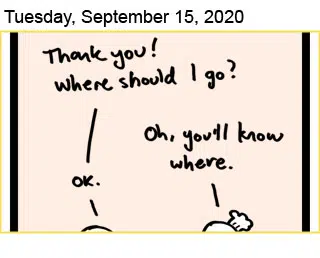 Tuesday, September 15, 2020
Thank you!
Where should I go?
Oh, you'll know
where.
OK.